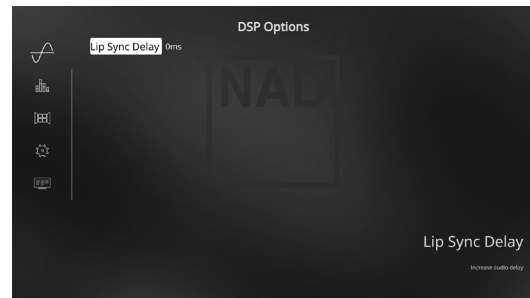 DSP Options
Lip Sync Delay 0ms
NAD
Lip Sync Delay
Increase audio delay